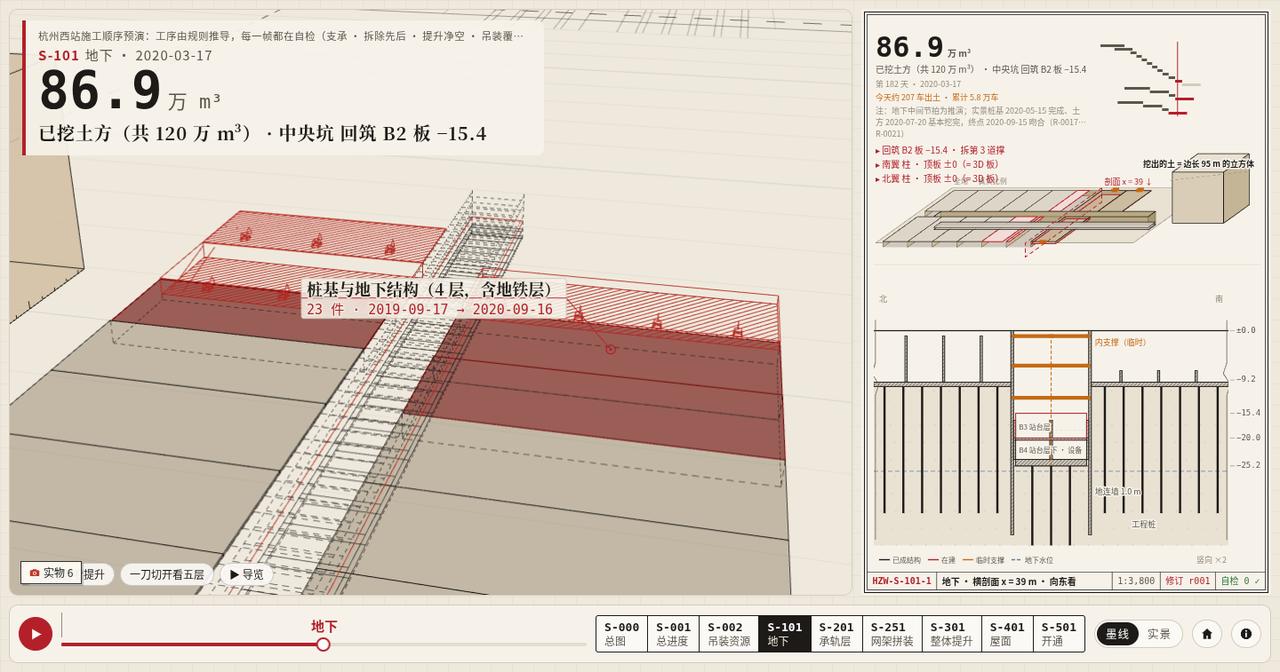 杭州西站施工顺序预演：工序由规则推导，每一帧都在自检（支承 · 拆除先后 · 提升净空 · 吊装覆…
S-101 地下 · 2020-03-17
86.9 万 m³
已挖土方（共 120 万 m³）· 中央坑 回筑 B2 板 −15.4
桩基与地下结构（4 层，含地铁层）
23 件 · 2019-09-17 → 2020-09-16
实物 6
提升
一刀切开看五层
▶ 导览
86.9 万 m³
已挖土方（共 120 万 m³） · 中央坑 回筑 B2 板 −15.4
第 182 天 · 2020-03-17
今天约 207 车出土 · 累计 5.8 万车
注：地下中间节拍为推演；实景桩基 2020-05-15 完成、土
方 2020-07-20 基本挖完，终点 2020-09-15 吻合（R-0017…
R-0021）
▸ 回筑 B2 板 −15.4 · 拆第 3 道撑
▸ 南翼 柱 · 顶板 ±0（= 3D 板）
▸ 北翼 柱 · 顶板 ±0（= 3D 板）
挖出的土 = 边长 95 m 的立方体
剖面 x = 39 ↓
北
南
±0.0
内支撑（临时）
−9.2
−15.4
B3 站台层
−20.0
B4 站台层下 · 设备
−25.2
地连墙 1.0 m
工程桩
已成结构
在建
临时支撑
地下水位
竖向 ×2
HZW-S-101-1
地下 · 横剖面 x = 39 m · 向东看
1:3,800
修订 r001
自检 0 ✓
地下
S-000
总图
S-001
总进度
S-002
吊装资源
S-101
地下
S-201
承轨层
S-251
网架拼装
S-301
整体提升
S-401
屋面
S-501
开通
墨线
实景